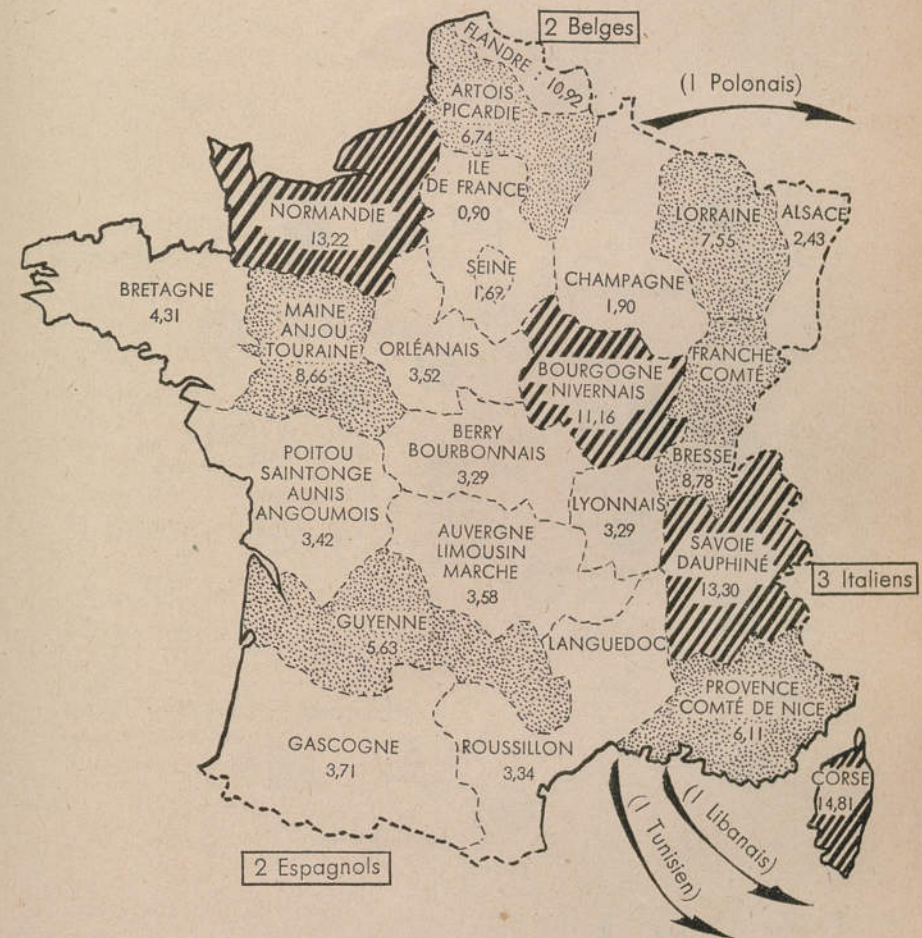 2 Belges
FLANDRE : 10,92
(1 Polonais)
ARTOIS
PICARDIE
6,74
ILE
DE FRANCE
0,90
NORMANDIE
13,22
LORRAINE
7,55
ALSACE
2,43
SEINE
1,69
CHAMPAGNE
1,90
BRETAGNE
4,31
MAINE
ANJOU
TOURAINE
8,66
ORLÉANAIS
3,52
BOURGOGNE
NIVERNAIS
11,16
FRANCHE
COMTÉ
BRESSE
8,78
BERRY
BOURBONNAIS
3,29
POITOU
SAINTONGE
AUNIS
ANGOUMOIS
3,42
LYONNAIS
3,29
AUVERGNE
LIMOUSIN
MARCHE
3,58
SAVOIE
DAUPHINÉ
13,30
3 Italiens
GUYENNE
5,63
LANGUEDOC
PROVENCE
COMTÉ DE NICE
6,11
GASCOGNE
3,71
ROUSSILLON
3,34
CORSE
14,81
(1 Tunisien)
(1 Libanais)
2 Espagnols